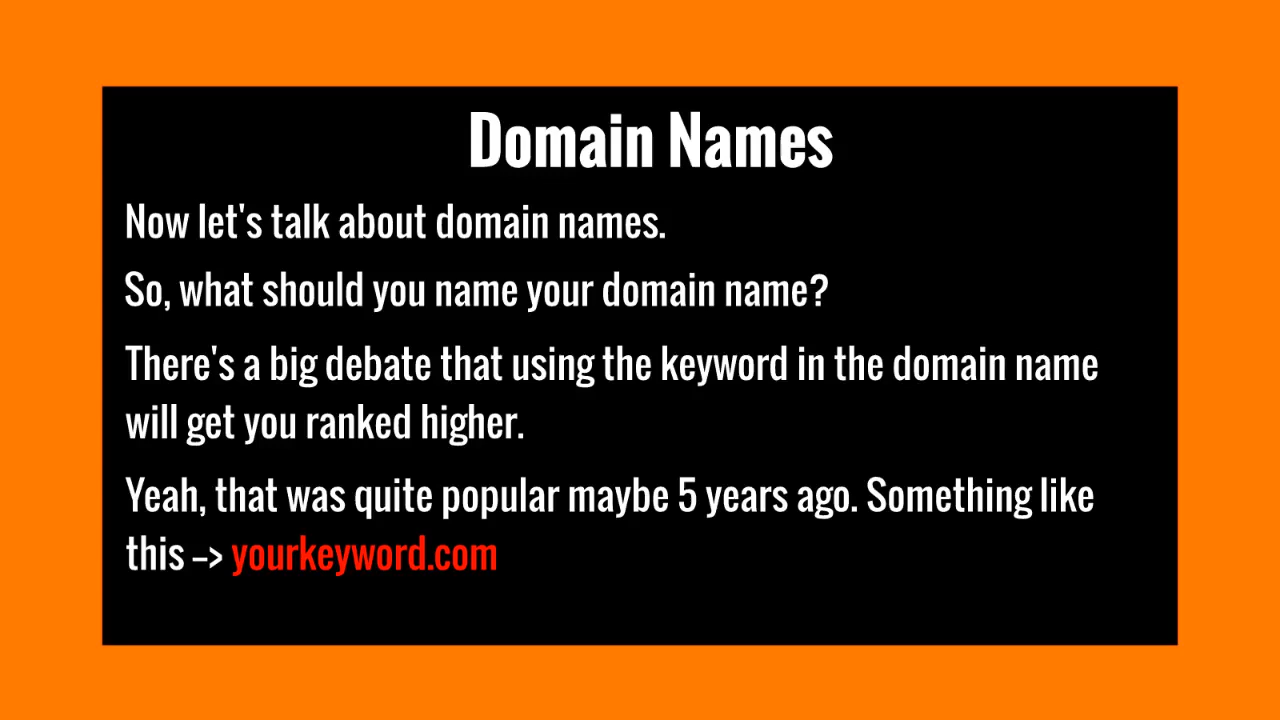 Domain Names
Now let's talk about domain names.
So, what should you name your domain name?
There's a big debate that using the keyword in the domain name
will get you ranked higher.
Yeah, that was quite popular maybe 5 years ago. Something like
this –> yourkeyword.com